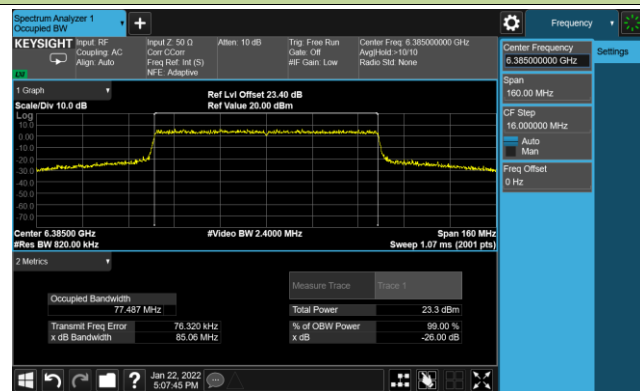 Spectrum Analyzer 1
Occupied BW
+
Frequency
KEYSIGHT
Input: RF
Coupling: AC
Align: Auto
Input Z: 50 Ω
Corr CCorr
Freq Ref: Int (S)
NFE: Adaptive
Atten: 10 dB
Trig: Free Run
Gate: Off
#IF Gain: Low
Center Freq: 6.385000000 GHz
Avg|Hold:>10/10
Radio Std: None
LW
Center Frequency
6.385000000 GHz
Settings
Span
160.00 MHz
CF Step
16.000000 MHz
Auto
Man
Freq Offset
0 Hz
1 Graph
Scale/Div 10.0 dB
Ref Lvl Offset 23.40 dB
Ref Value 20.00 dBm
Log
10.0
0.00
-10.0
-20.0
-30.0
-40.0
-50.0
-60.0
-70.0
Center 6.38500 GHz
#Res BW 820.00 kHz
#Video BW 2.4000 MHz
Span 160 MHz
Sweep 1.07 ms (2001 pts)
2 Metrics
Measure Trace
Trace 1
Occupied Bandwidth
77.487 MHz
Total Power
23.3 dBm
Transmit Freq Error
76.320 kHz
% of OBW Power
99.00 %
x dB Bandwidth
85.06 MHz
x dB
-26.00 dB
?
Jan 22, 2022
5:07:45 PM